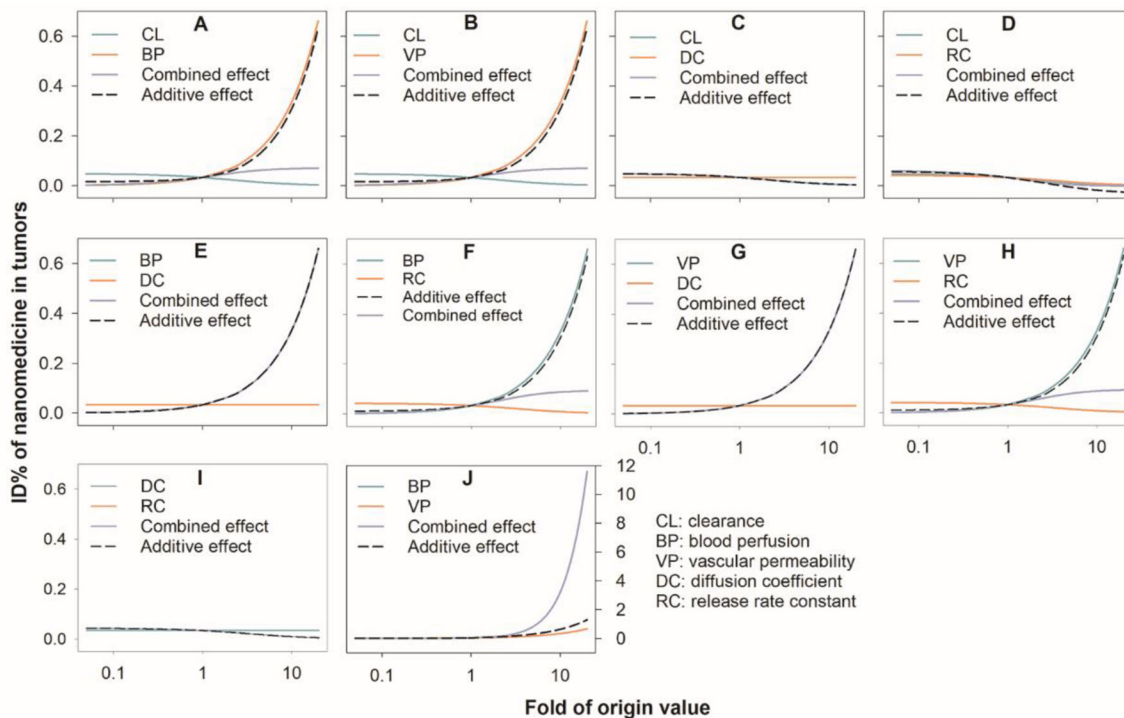 A
CL
BP
Combined effect
Additive effect
B
CL
VP
Combined effect
Additive effect
C
CL
DC
Combined effect
Additive effect
D
CL
RC
Combined effect
Additive effect
0.6
0.4
0.2
0.0
E
BP
DC
Combined effect
Additive effect
F
BP
RC
Additive effect
Combined effect
G
VP
DC
Combined effect
Additive effect
H
VP
RC
Combined effect
Additive effect
0.6
0.4
0.2
0.0
0.1
1
10
0.1
1
10
I
DC
RC
Combined effect
Additive effect
J
BP
VP
Combined effect
Additive effect
0.6
0.4
0.2
0.0
12
10
8
6
4
2
0
0.1
1
10
0.1
1
10
CL: clearance
BP: blood perfusion
VP: vascular permeability
DC: diffusion coefficient
RC: release rate constant
ID% of nanomedicine in tumors
Fold of origin value